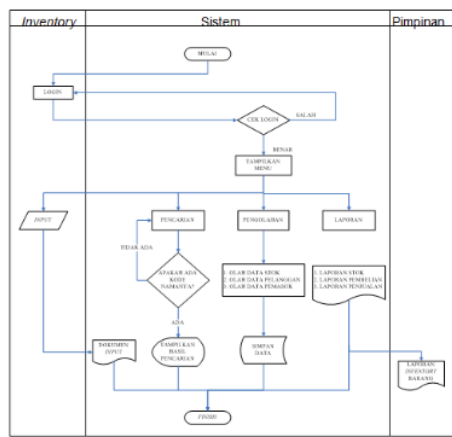 Inventory
Sistem
Pimpinan
MULAI
LOGIN
CEK LOGIN
SALAH
BENAR
TAMPILKAN
MENU
INPUT
PENCARIAN
PENGOLAHAN
LAPORAN
TIDAK ADA
APAKAH ADA
KODE
NAMANYA?
1. OLAH DATA STOK
2. OLAH DATA PELANGGAN
3. OLAH DATA PEMASOK
1. LAPORAN STOK
2. LAPORAN PEMBELIAN
3. LAPORAN PENJUALAN
ADA
DOKUMEN
INPUT
TAMPILKAN
HASIL
PENCARIAN
SIMPAN
DATA
LAPORAN
INVENTORY
BARANG
FINISH